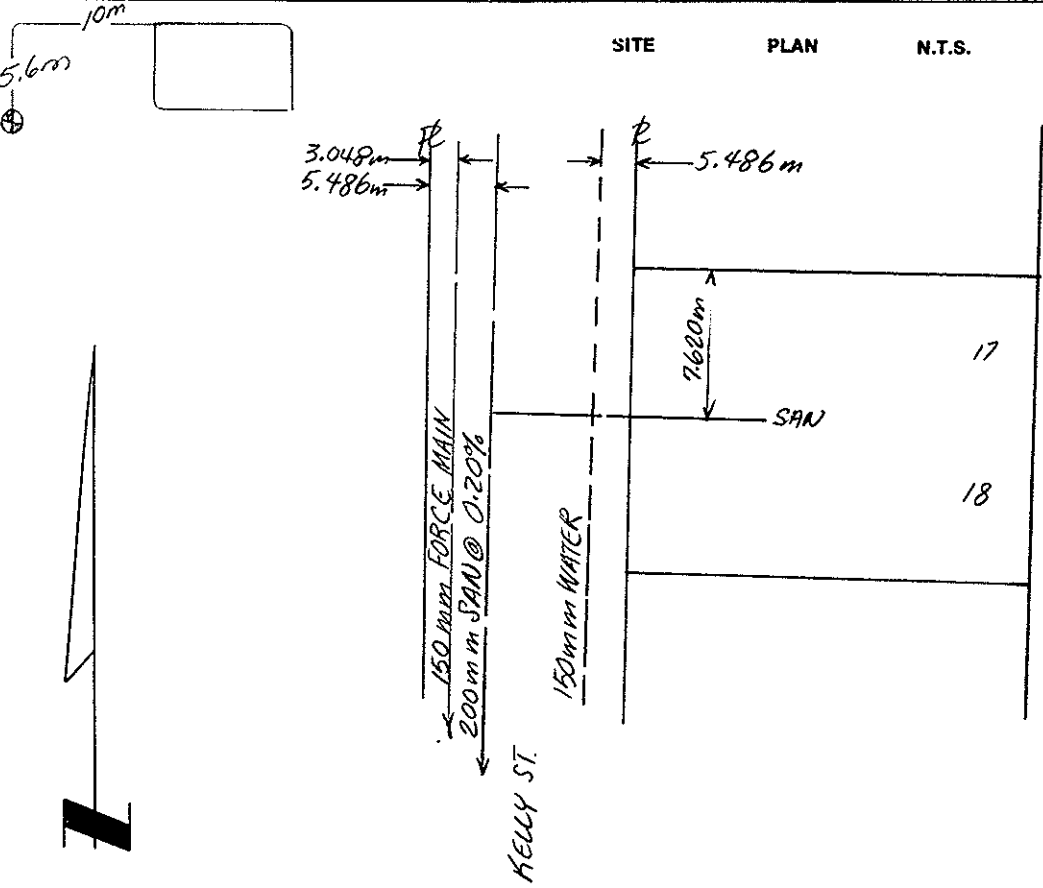 10m
SITE PLAN N.T.S.
5.6m
3.048m
5.486m
5.486m
7.620m
17
SAN
18
150 mm FORCE MAIN
200 mm SAN @ 0.20%
150mm WATER
KELLY ST.
N